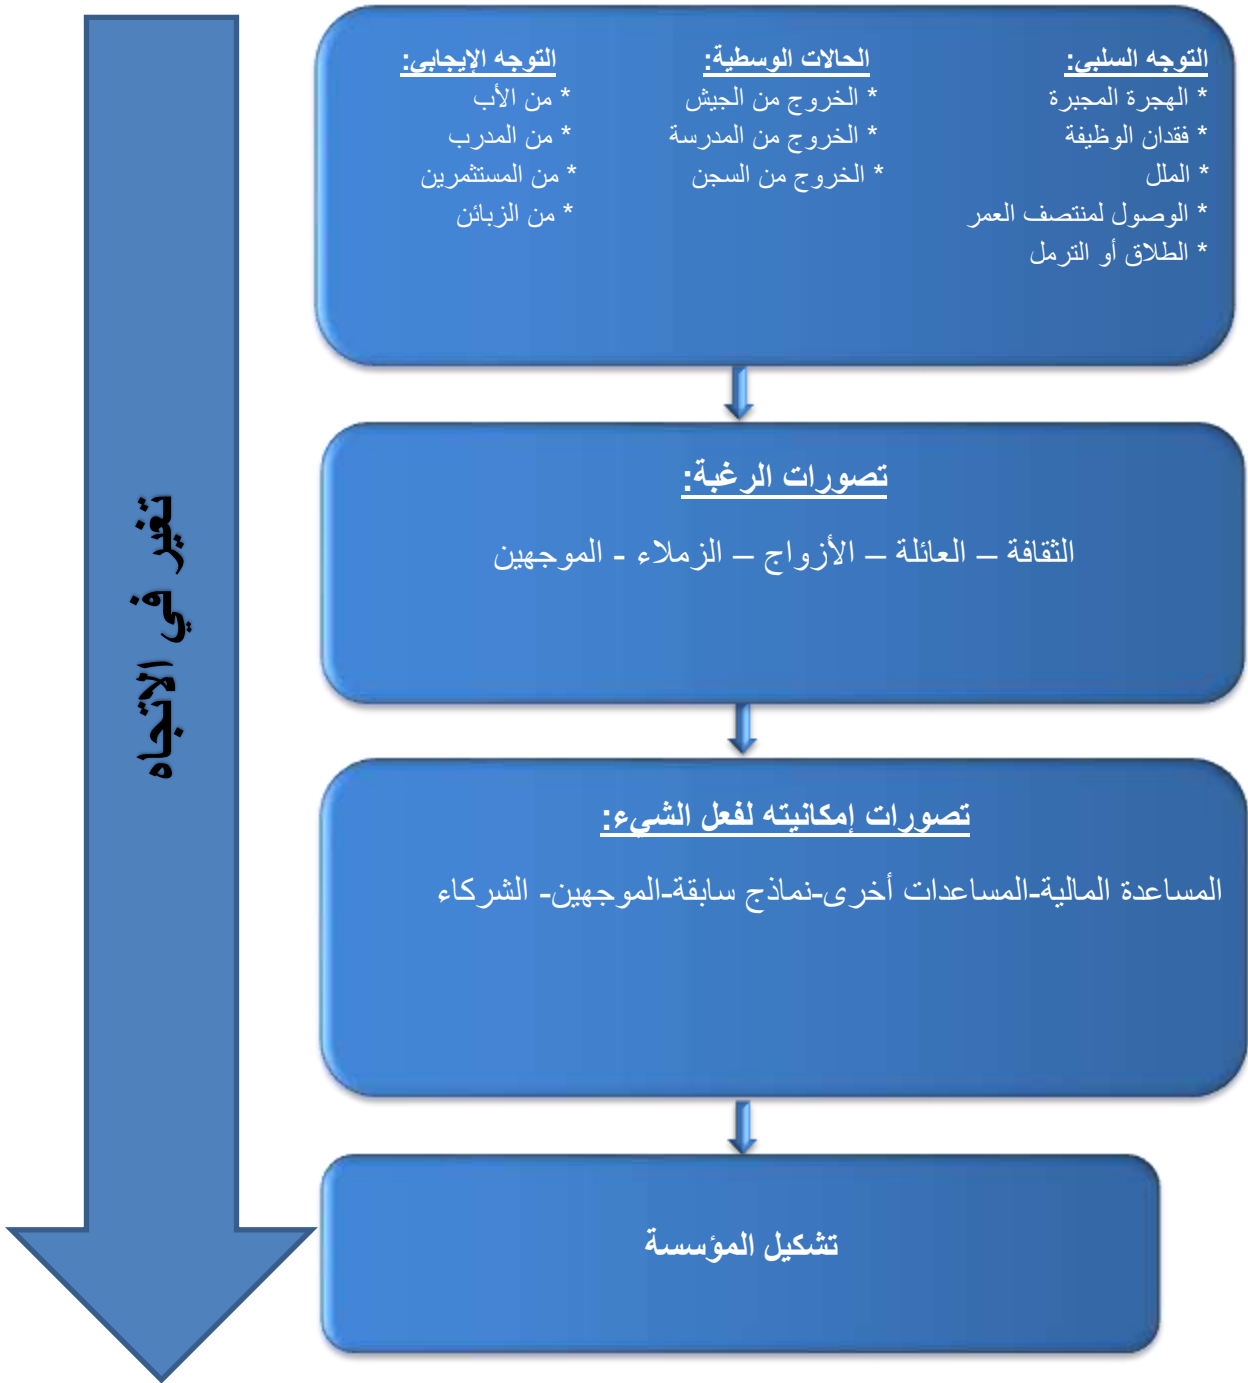 التوجه السلبي:
* الهجرة المجبرة
* فقدان الوظيفة
* الملل
* الوصول لمنتصف العمر
* الطلاق أو الترمل
الحالات الوسطية:
* الخروج من الجيش
* الخروج من المدرسة
* الخروج من السجن
التوجه الإيجابي:
* من الأب
* من المدرب
* من المستثمرين
* من الزبائن
تصورات الرغبة:
الثقافة – العائلة – الأزواج – الزملاء - الموجهين
تصورات إمكانيته لفعل الشيء:
المساعدة المالية-المساعدات أخرى-نماذج سابقة-الموجهين- الشركاء
تشكيل المؤسسة
تغير في الاتجاه